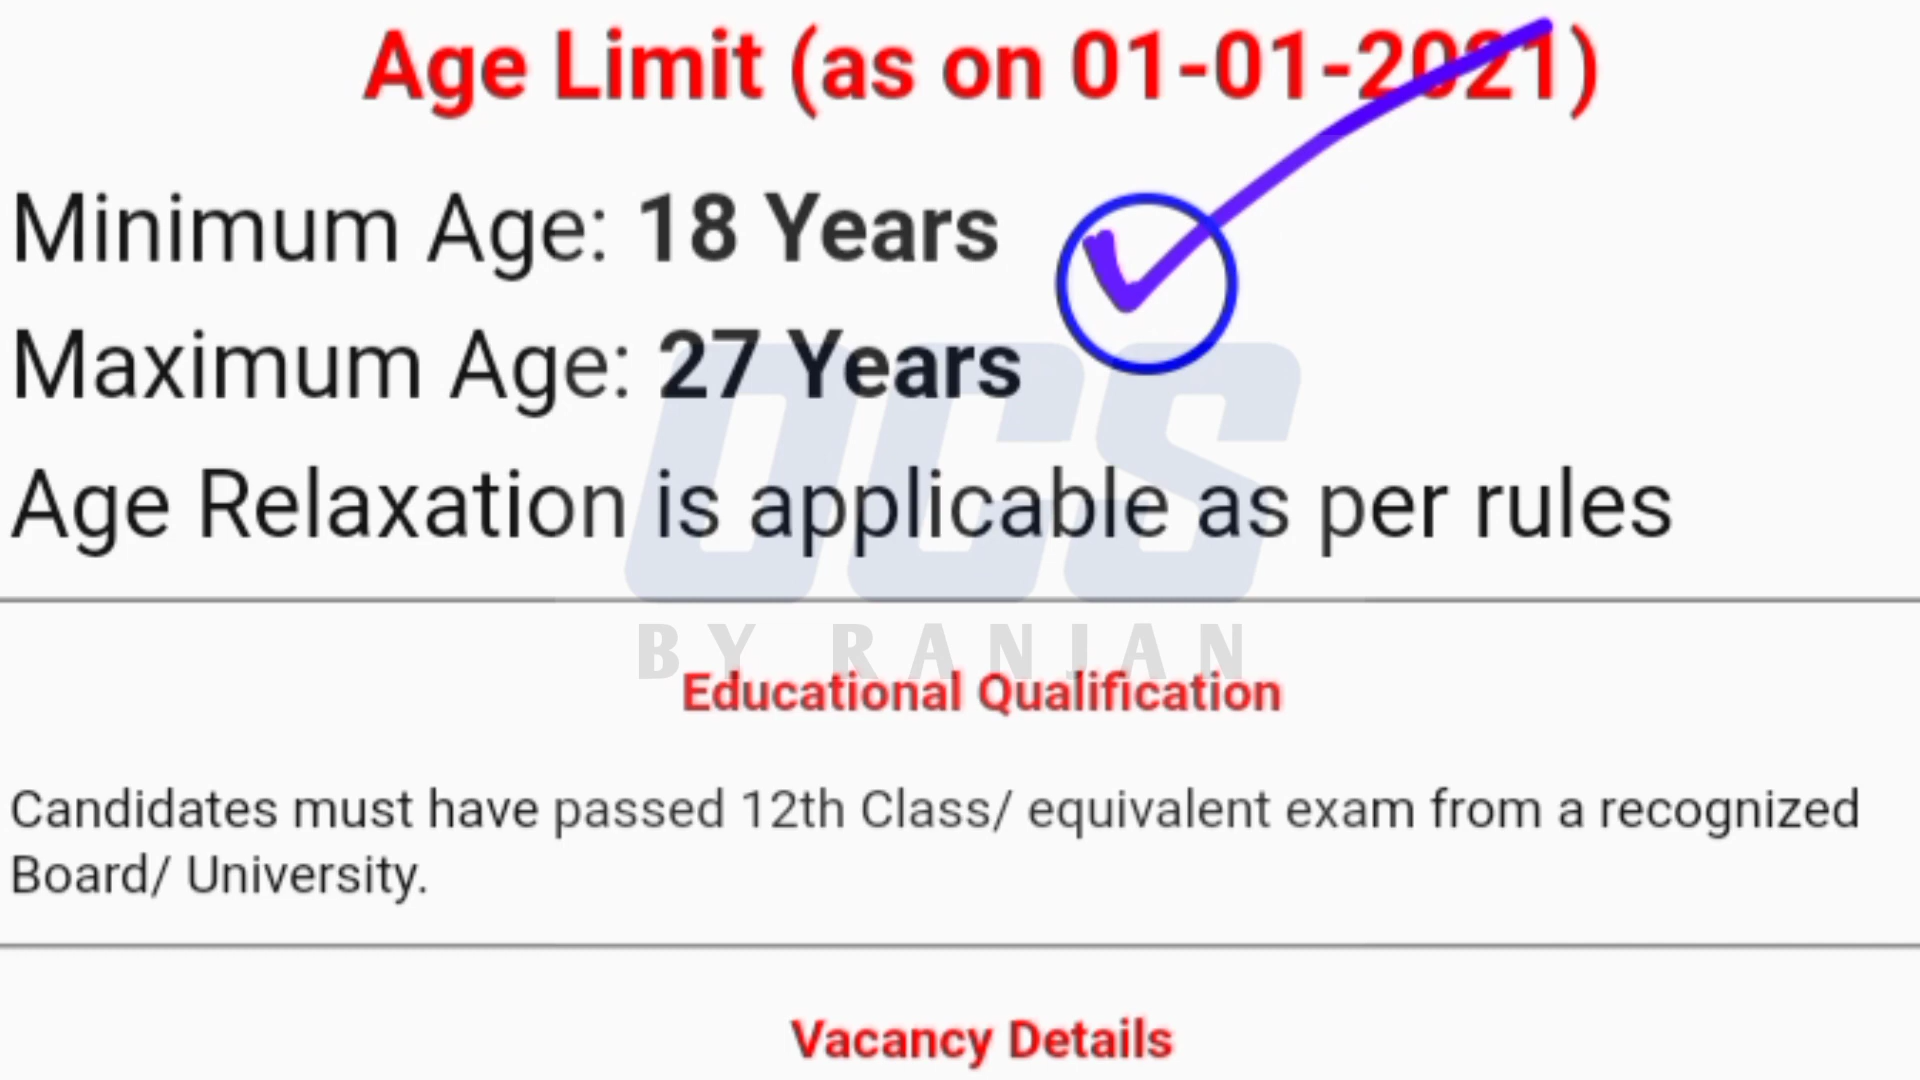 Age Limit (as on 01-01-2021)
Minimum Age: 18 Years
Maximum Age: 27 Years
Age Relaxation is applicable as per rules
OCS
BY RANJAN
Educational Qualification
Candidates must have passed 12th Class/ equivalent exam from a recognized
Board/ University.
Vacancy Details